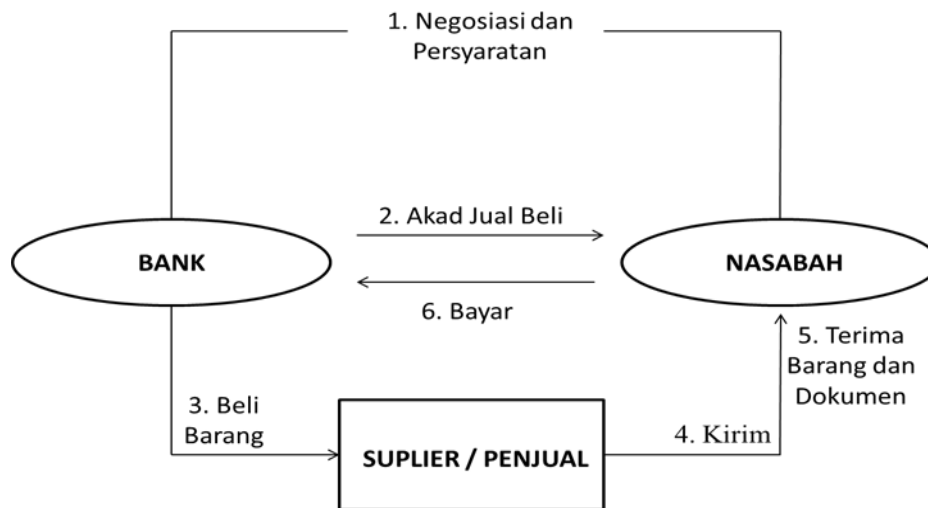 1. Negosiasi dan
Persyaratan
2. Akad Jual Beli
BANK
NASABAH
6. Bayar
5. Terima
Barang dan
Dokumen
3. Beli
Barang
4. Kirim
SUPLIER / PENJUAL